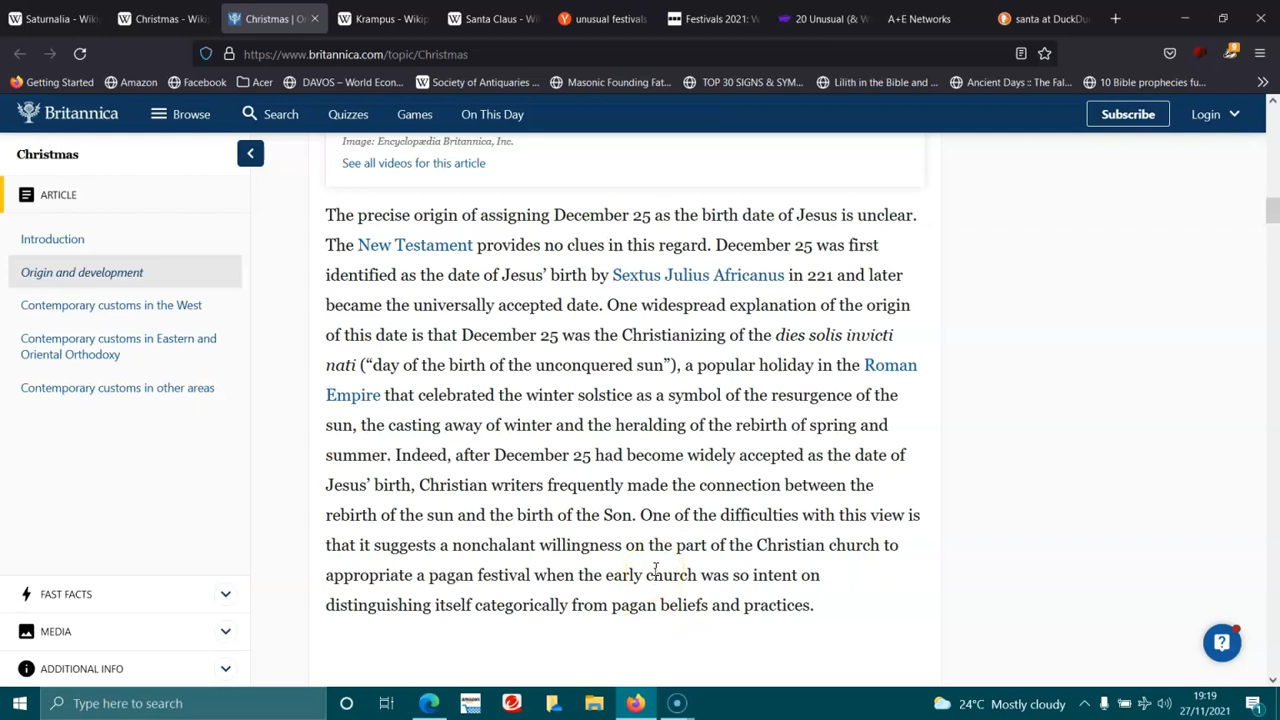 Saturnalia - Wiki
Christmas - Wiki
Christmas | O
Krampus - Wikip
Santa Claus - Wi
unusual festivals
Festivals 2021: W
20 Unusual (& W
A+E Networks
santa at DuckDu
https://www.britannica.com/topic/Christmas
Getting Started
Amazon
Facebook
Acer
DAVOS – World Econ...
Society of Antiquaries ...
Masonic Founding Fat...
TOP 30 SIGNS & SYM...
Lilith in the Bible and ...
Ancient Days :: The Fal...
10 Bible prophecies fu...
Britannica
Browse
Search
Quizzes
Games
On This Day
Subscribe
Login
Christmas
ARTICLE
Introduction
Origin and development
Contemporary customs in the West
Contemporary customs in Eastern and
Oriental Orthodoxy
Contemporary customs in other areas
FAST FACTS
MEDIA
ADDITIONAL INFO
Image: Encyclopædia Britannica, Inc.
See all videos for this article
The precise origin of assigning December 25 as the birth date of Jesus is unclear.
The New Testament provides no clues in this regard. December 25 was first
identified as the date of Jesus’ birth by Sextus Julius Africanus in 221 and later
became the universally accepted date. One widespread explanation of the origin
of this date is that December 25 was the Christianizing of the dies solis invicti
nati (“day of the birth of the unconquered sun”), a popular holiday in the Roman
Empire that celebrated the winter solstice as a symbol of the resurgence of the
sun, the casting away of winter and the heralding of the rebirth of spring and
summer. Indeed, after December 25 had become widely accepted as the date of
Jesus’ birth, Christian writers frequently made the connection between the
rebirth of the sun and the birth of the Son. One of the difficulties with this view is
that it suggests a nonchalant willingness on the part of the Christian church to
appropriate a pagan festival when the early church was so intent on
distinguishing itself categorically from pagan beliefs and practices.
Type here to search
24°C Mostly cloudy
19:19
27/11/2021